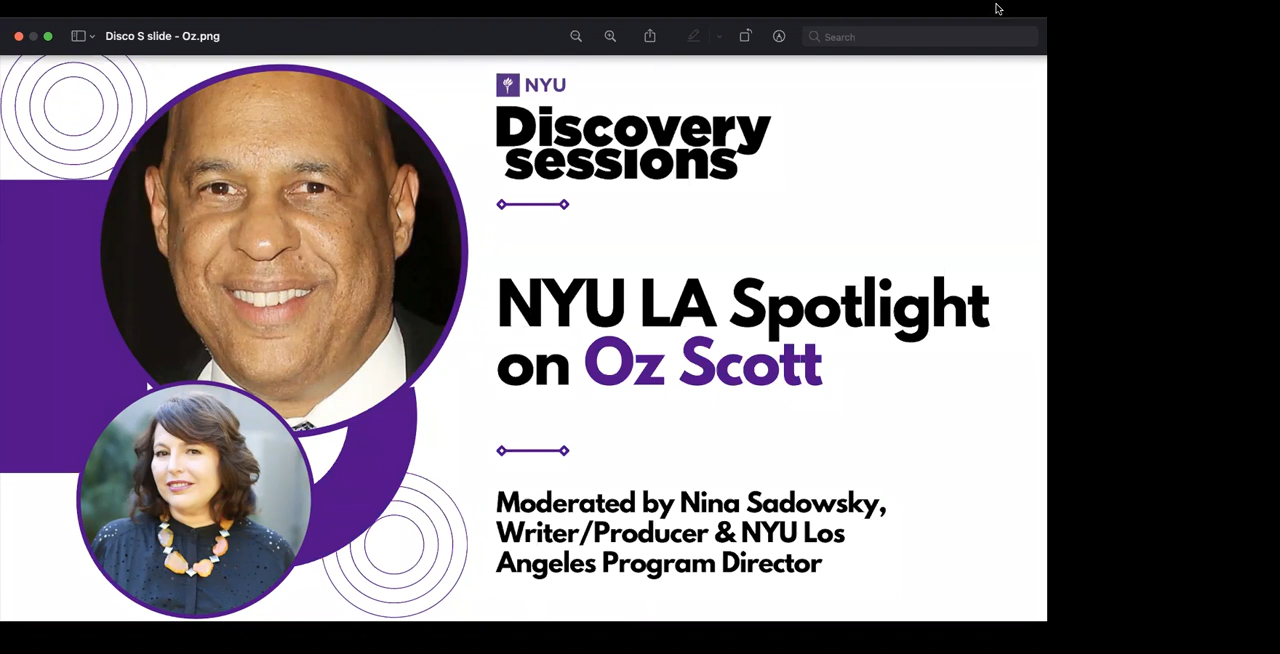 Disco S slide - Oz.png
Search
NYU
Discovery
sessions
NYU LA Spotlight
on Oz Scott
Moderated by Nina Sadowsky,
Writer/Producer & NYU Los
Angeles Program Director